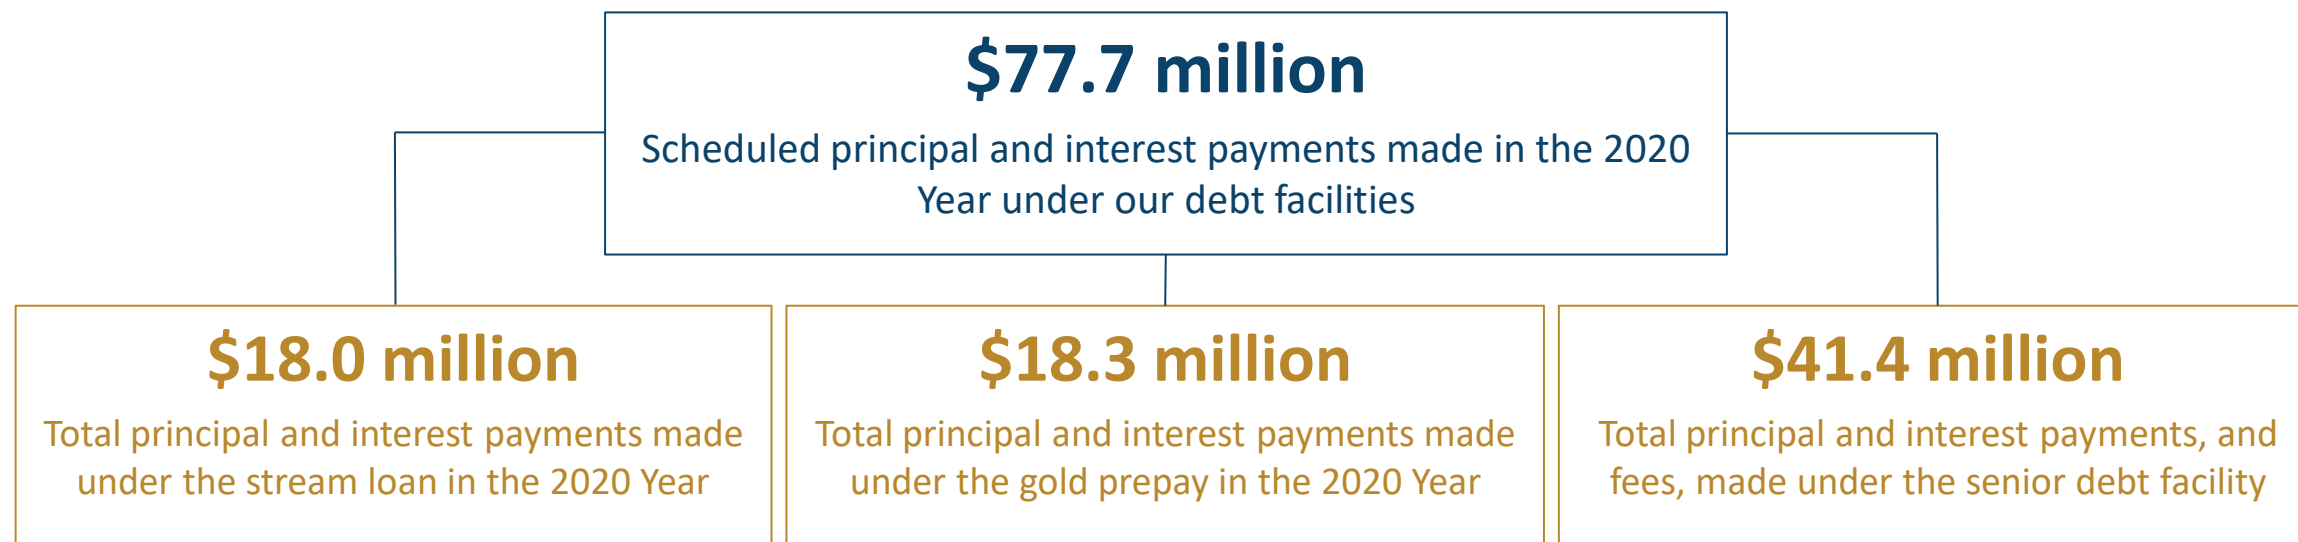 $77.7 million
Scheduled principal and interest payments made in the 2020
Year under our debt facilities
$18.0 million
Total principal and interest payments made
under the stream loan in the 2020 Year
$18.3 million
Total principal and interest payments made
under the gold prepay in the 2020 Year
$41.4 million
Total principal and interest payments, and
fees, made under the senior debt facility